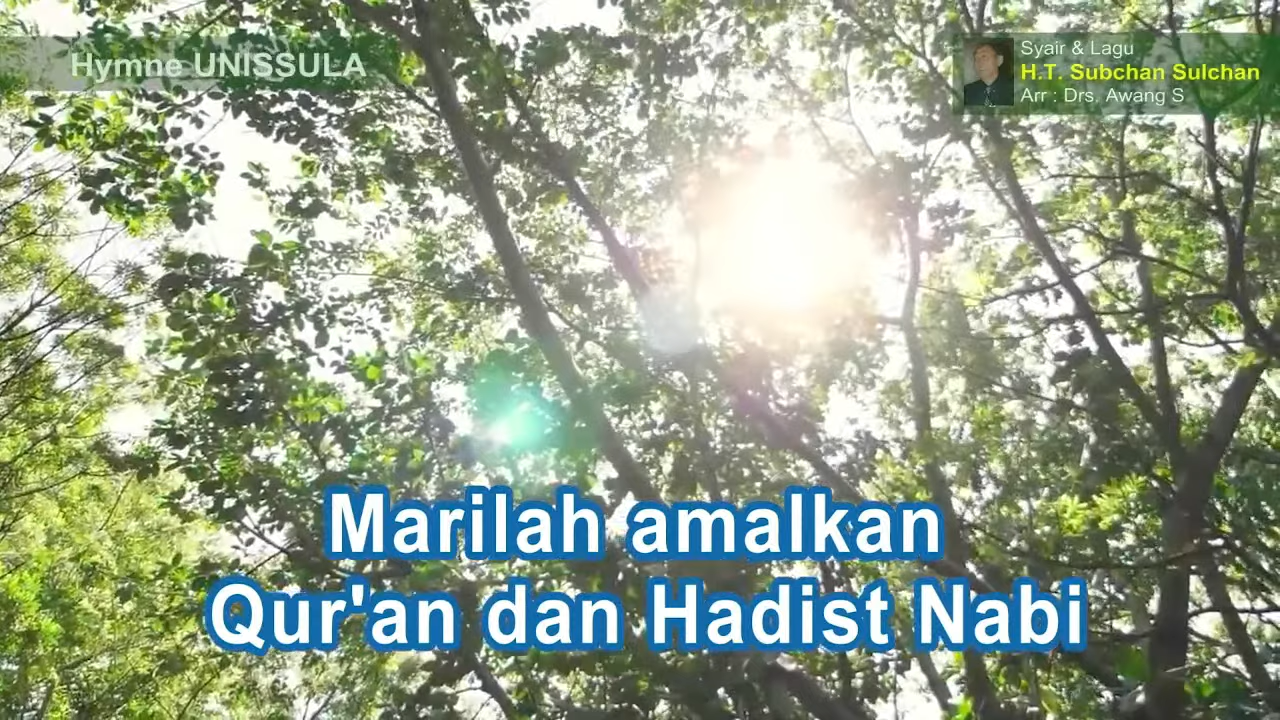 Hymne UNISSULA
Syair & Lagu
H.T. Subchan Sulchan
Arr : Drs. Awang S
Marilah amalkan
Qur'an dan Hadist Nabi